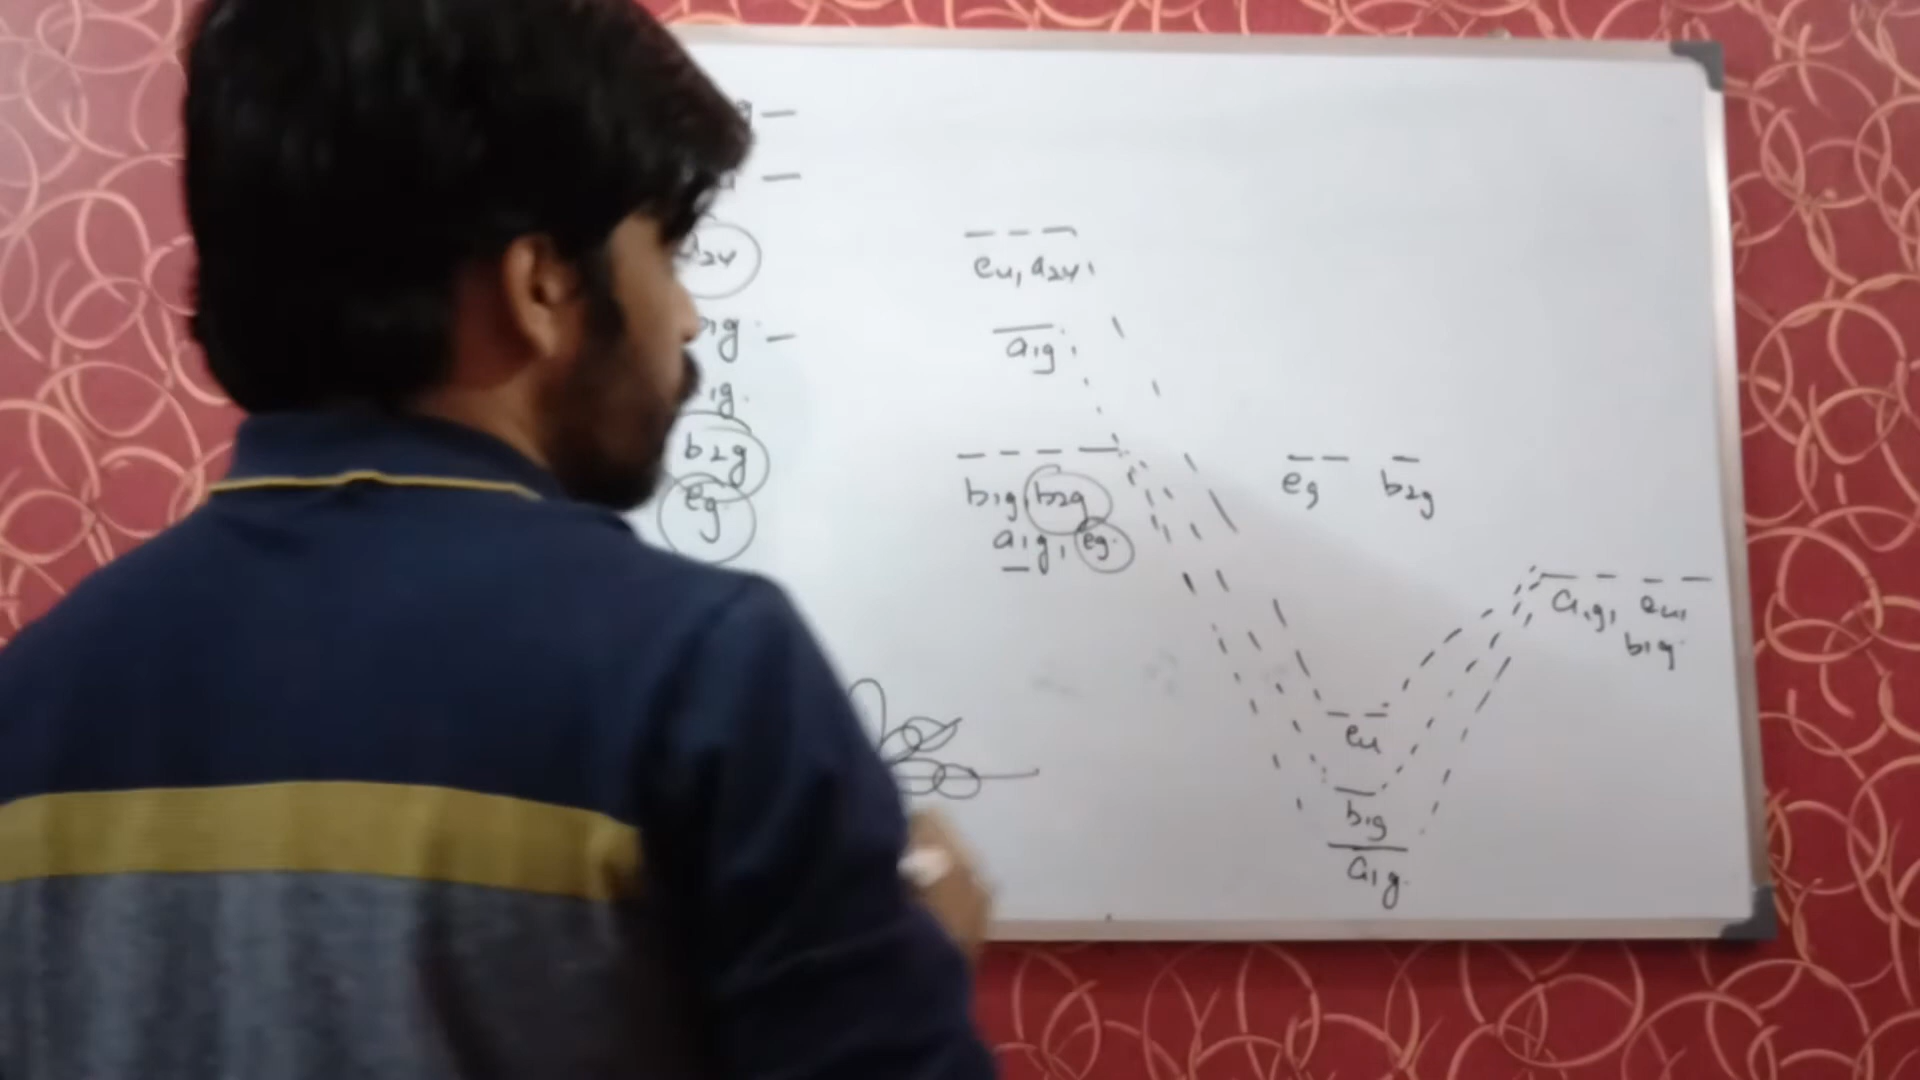 b2g
eg
eu, a2u
a1g
b1g, b2g
a1g, eg
eg b2g
a1g, eu,
b1g
eu
b1g
a1g